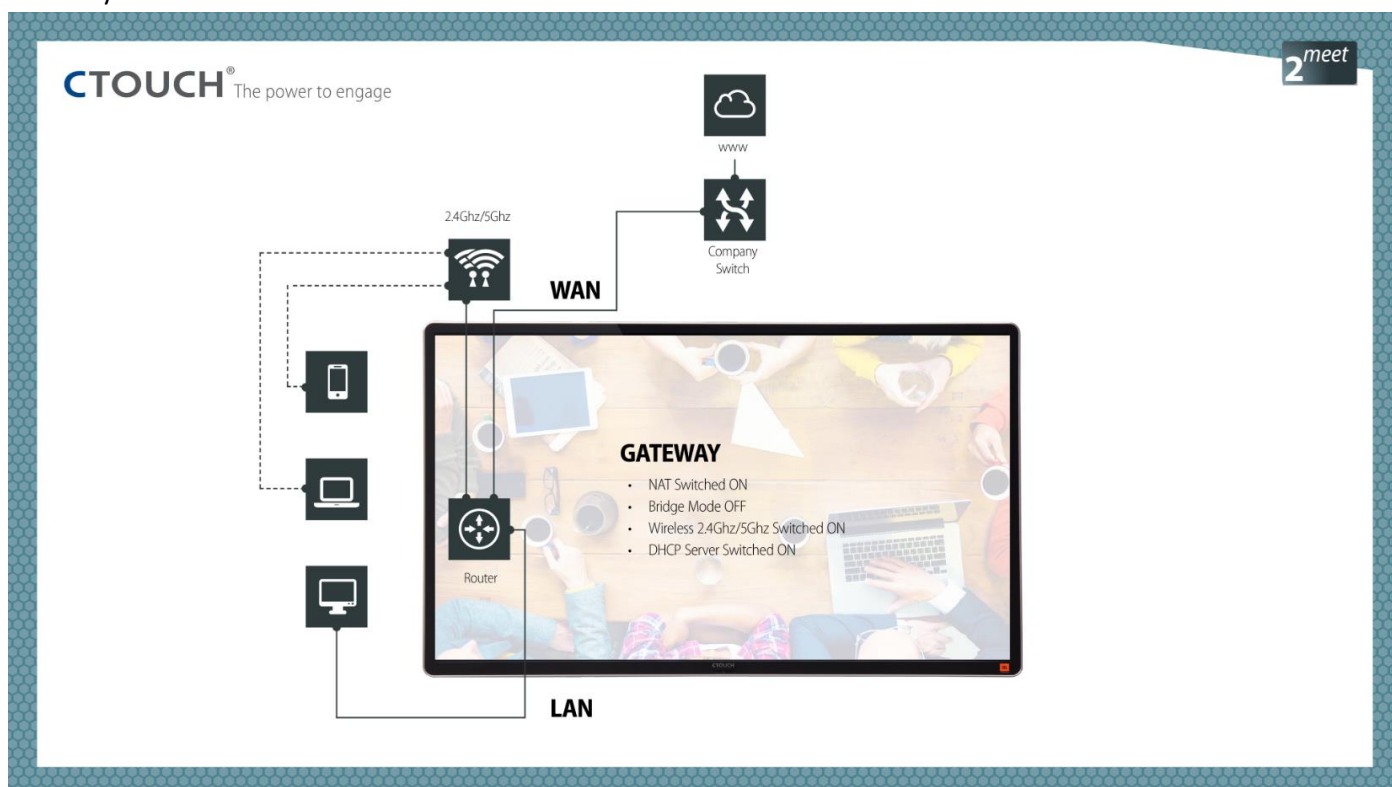 CTOUCH® The power to engage
2meet
www
Company
Switch
2.4Ghz/5Ghz
WAN
GATEWAY
• NAT Switched ON
• Bridge Mode OFF
• Wireless 2.4Ghz/5Ghz Switched ON
• DHCP Server Switched ON
Router
CTOUCH
LAN